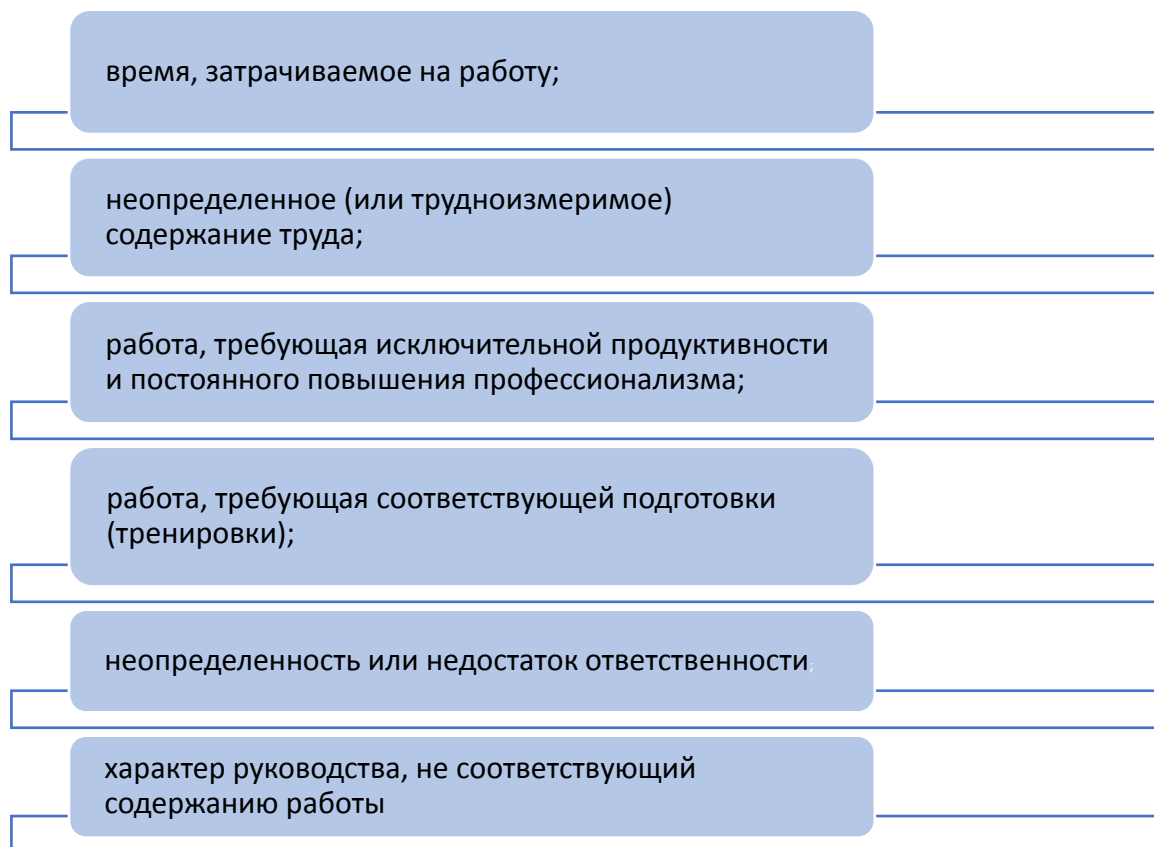 время, затрачиваемое на работу;
неопределенное (или трудноизмеримое)
содержание труда;
работа, требующая исключительной продуктивности
и постоянного повышения профессионализма;
работа, требующая соответствующей подготовки
(тренировки);
неопределенность или недостаток ответственности;
характер руководства, не соответствующий
содержанию работы